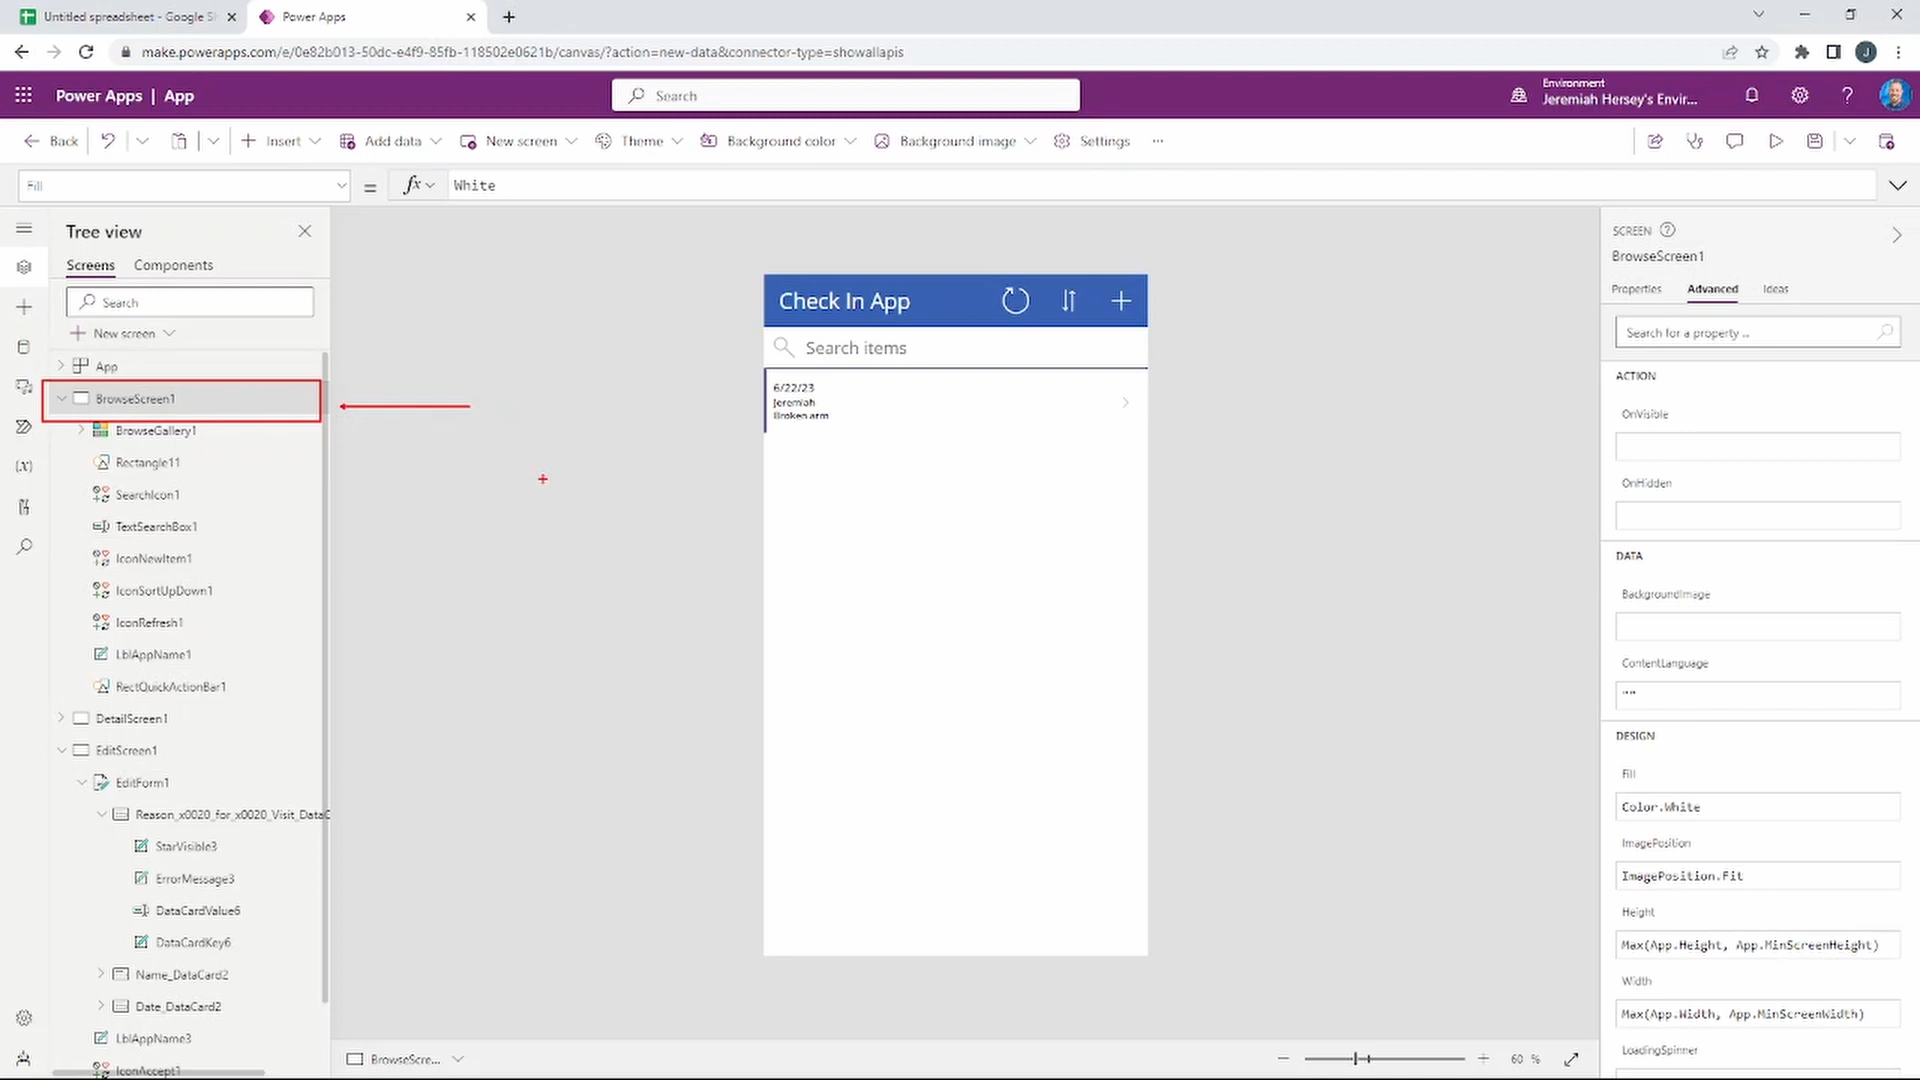 Untitled spreadsheet - Google Sh
Power Apps
make.powerapps.com/e/0e82b013-50dc-e4f9-85fb-118502e0621b/canvas/?action=new-data&connector-type=showallapis
J
Power Apps | App
Search
Environment
Jeremiah Hersey's Envir...
Back
Insert
Add data
New screen
Theme
Background color
Background image
Settings
Fill
=
fx
White
Tree view
Screens
Components
Search
New screen
App
BrowseScreen1
BrowseGallery1
Rectangle11
SearchIcon1
TextSearchBox1
IconNewItem1
IconSortUpDown1
IconRefresh1
LblAppName1
RectQuickActionBar1
DetailScreen1
EditScreen1
EditForm1
Reason_x0020_for_x0020_Visit_DataC
StarVisible3
ErrorMessage3
DataCardValue6
DataCardKey6
Name_DataCard2
Date_DataCard2
LblAppName3
IconAccept1
Check In App
Search items
6/22/23
Jeremiah
Broken arm
BrowseScre...
60 %
SCREEN
BrowseScreen1
Properties
Advanced
Ideas
Search for a property ..
ACTION
OnVisible
OnHidden
DATA
BackgroundImage
ContentLanguage
""
DESIGN
Fill
Color.White
ImagePosition
ImagePosition.Fit
Height
Max(App.Height, App.MinScreenHeight)
Width
Max(App.Width, App.MinScreenWidth)
LoadingSpinner